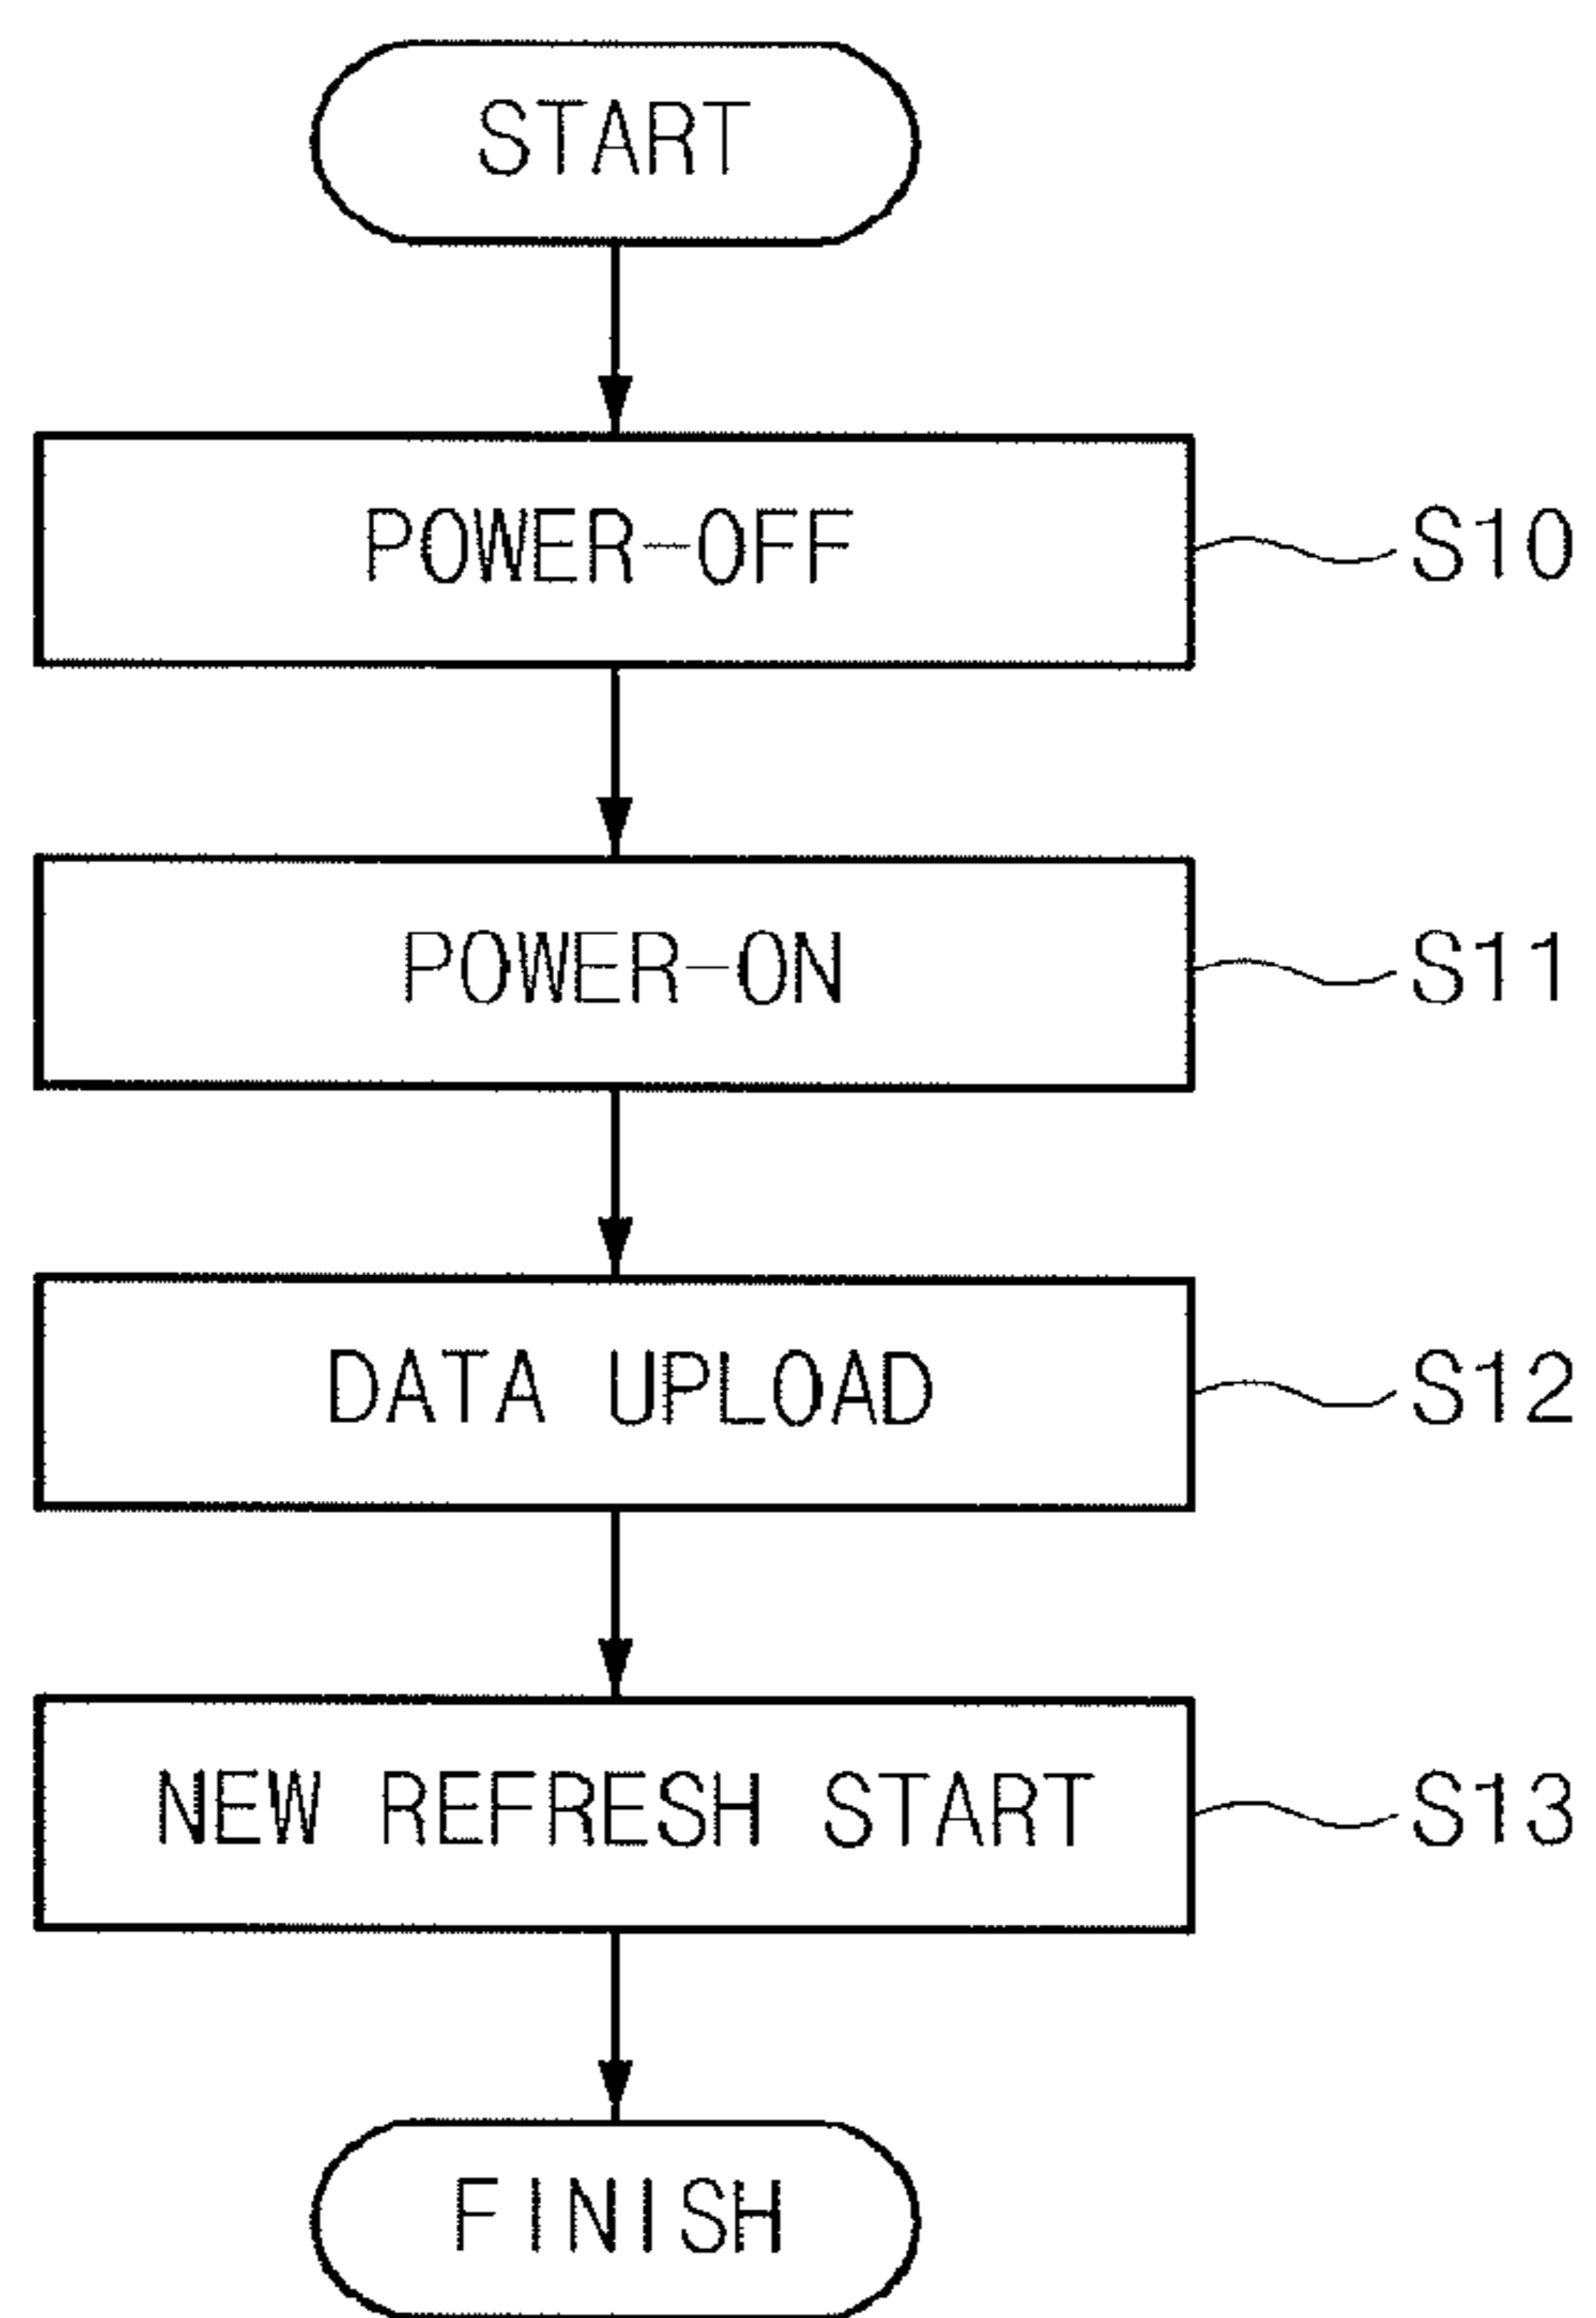 START
POWER-OFF
S10
POWER-ON
S11
DATA UPLOAD
S12
NEW REFRESH START
S13
FINISH